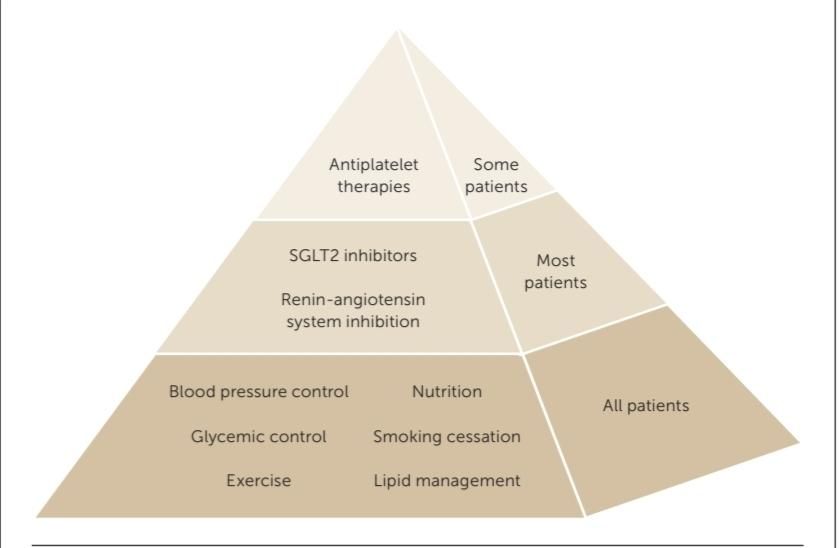 Antiplatelet
therapies
Some
patients
SGLT2 inhibitors
Renin-angiotensin
system inhibition
Most
patients
Blood pressure control
Nutrition
Glycemic control
Smoking cessation
Exercise
Lipid management
All patients